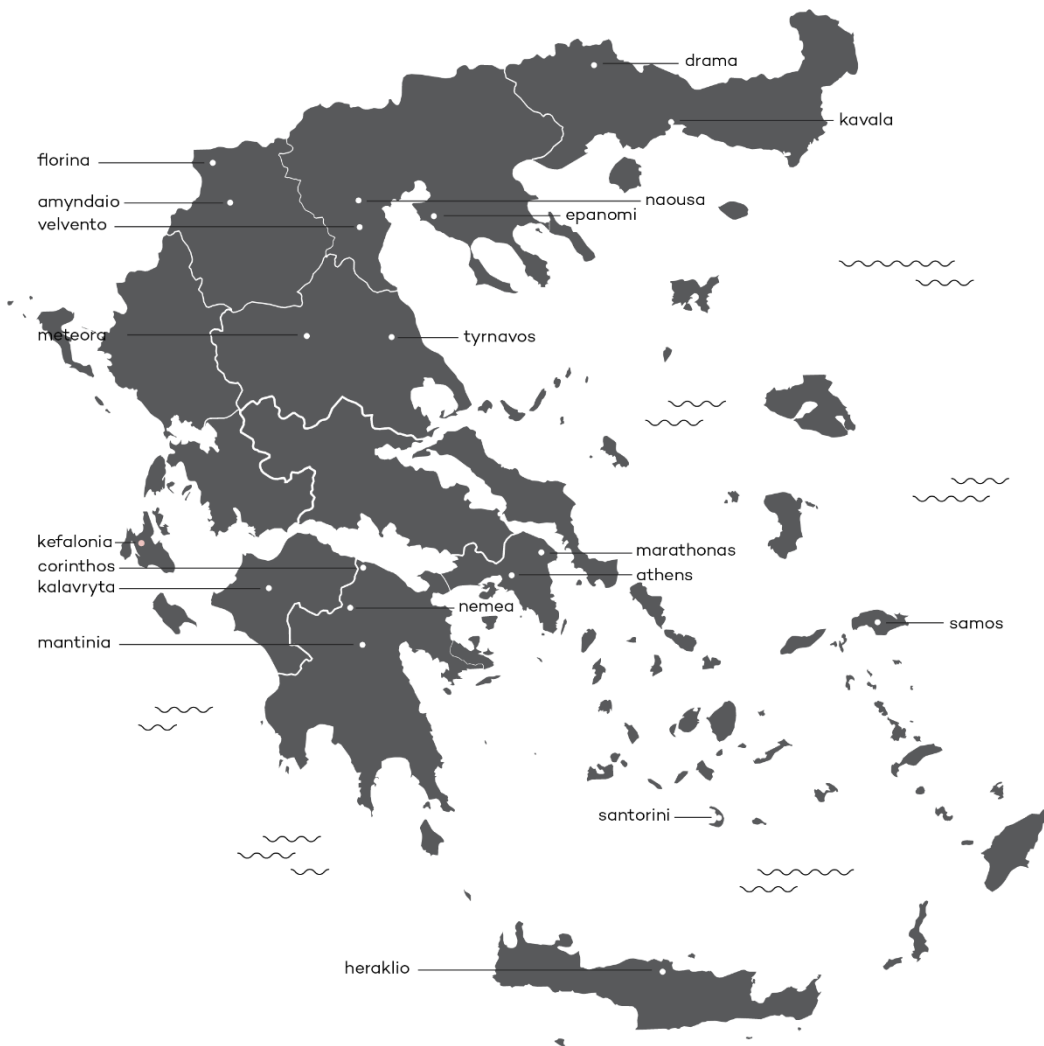 drama
kavala
florina
amyndaio
naousa
epanomi
velvento
meteora
tyrnavos
kefalonia
marathonas
corinthos
athens
kalavryta
nemea
samos
mantinia
santorini
heraklio